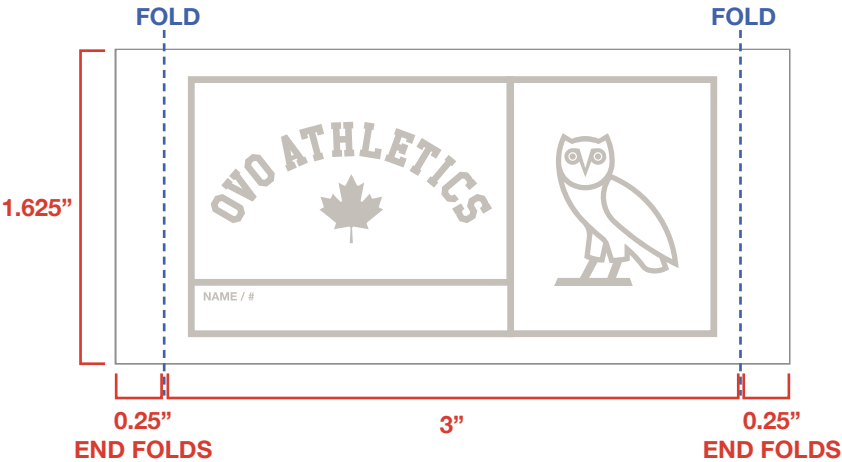 FOLD FOLD
OVO ATHLETICS
1.625”
NAME / #
0.25” 3” 0.25”
END FOLDS END FOLDS